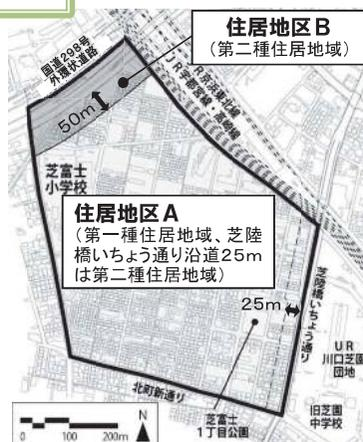 住居地区B
(第二種住居地域)
国道298号
外環状道路
JR京浜東北線
JR宇都宮線・高崎線
50m
芝富士
小学校
住居地区A
(第一種住居地域、芝陸
橋いちょう通り沿道25m
は第二種住居地域)
25m
芝陸橋いちょう通り
UR
川口芝園
団地
北町新通り
芝富士
1丁目公園
旧芝園
中学校
0 100 200m
N